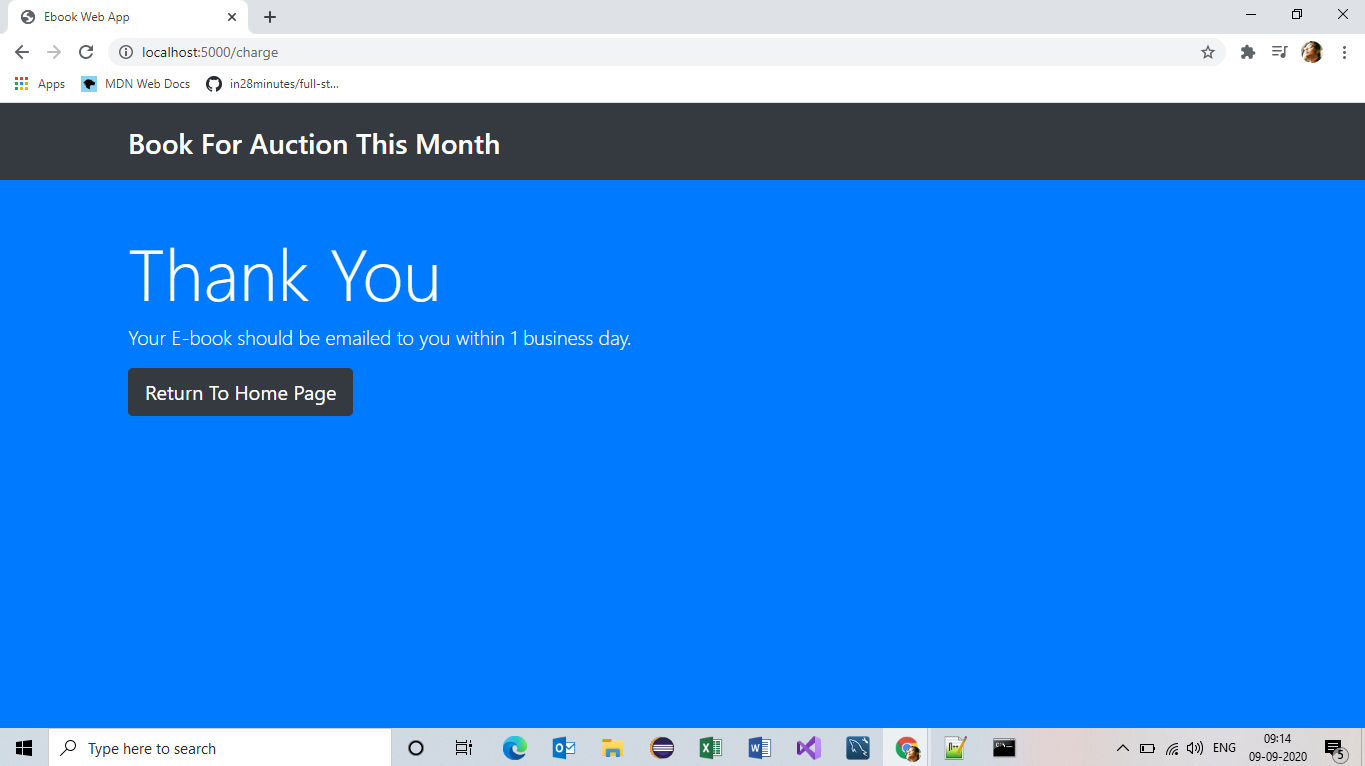 Ebook Web App
localhost:5000/charge
Apps
MDN Web Docs
in28minutes/full-st...
Book For Auction This Month
Thank You
Your E-book should be emailed to you within 1 business day.
Return To Home Page
Type here to search
ENG
09:14
09-09-2020
5